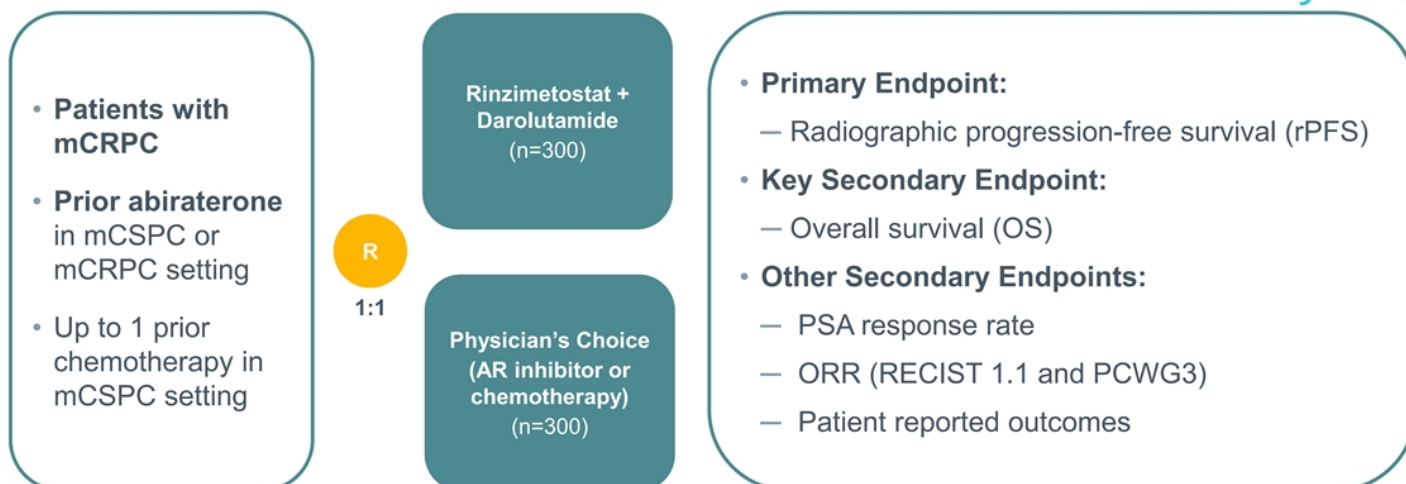 • Patients with
mCRPC
• Prior abiraterone
in mCSPC or
mCRPC setting
• Up to 1 prior
chemotherapy in
mCSPC setting
R
1:1
Rinzimetostat +
Darolutamide
(n=300)
Physician’s Choice
(AR inhibitor or
chemotherapy)
(n=300)
• Primary Endpoint:
— Radiographic progression-free survival (rPFS)
• Key Secondary Endpoint:
— Overall survival (OS)
• Other Secondary Endpoints:
— PSA response rate
— ORR (RECIST 1.1 and PCWG3)
— Patient reported outcomes